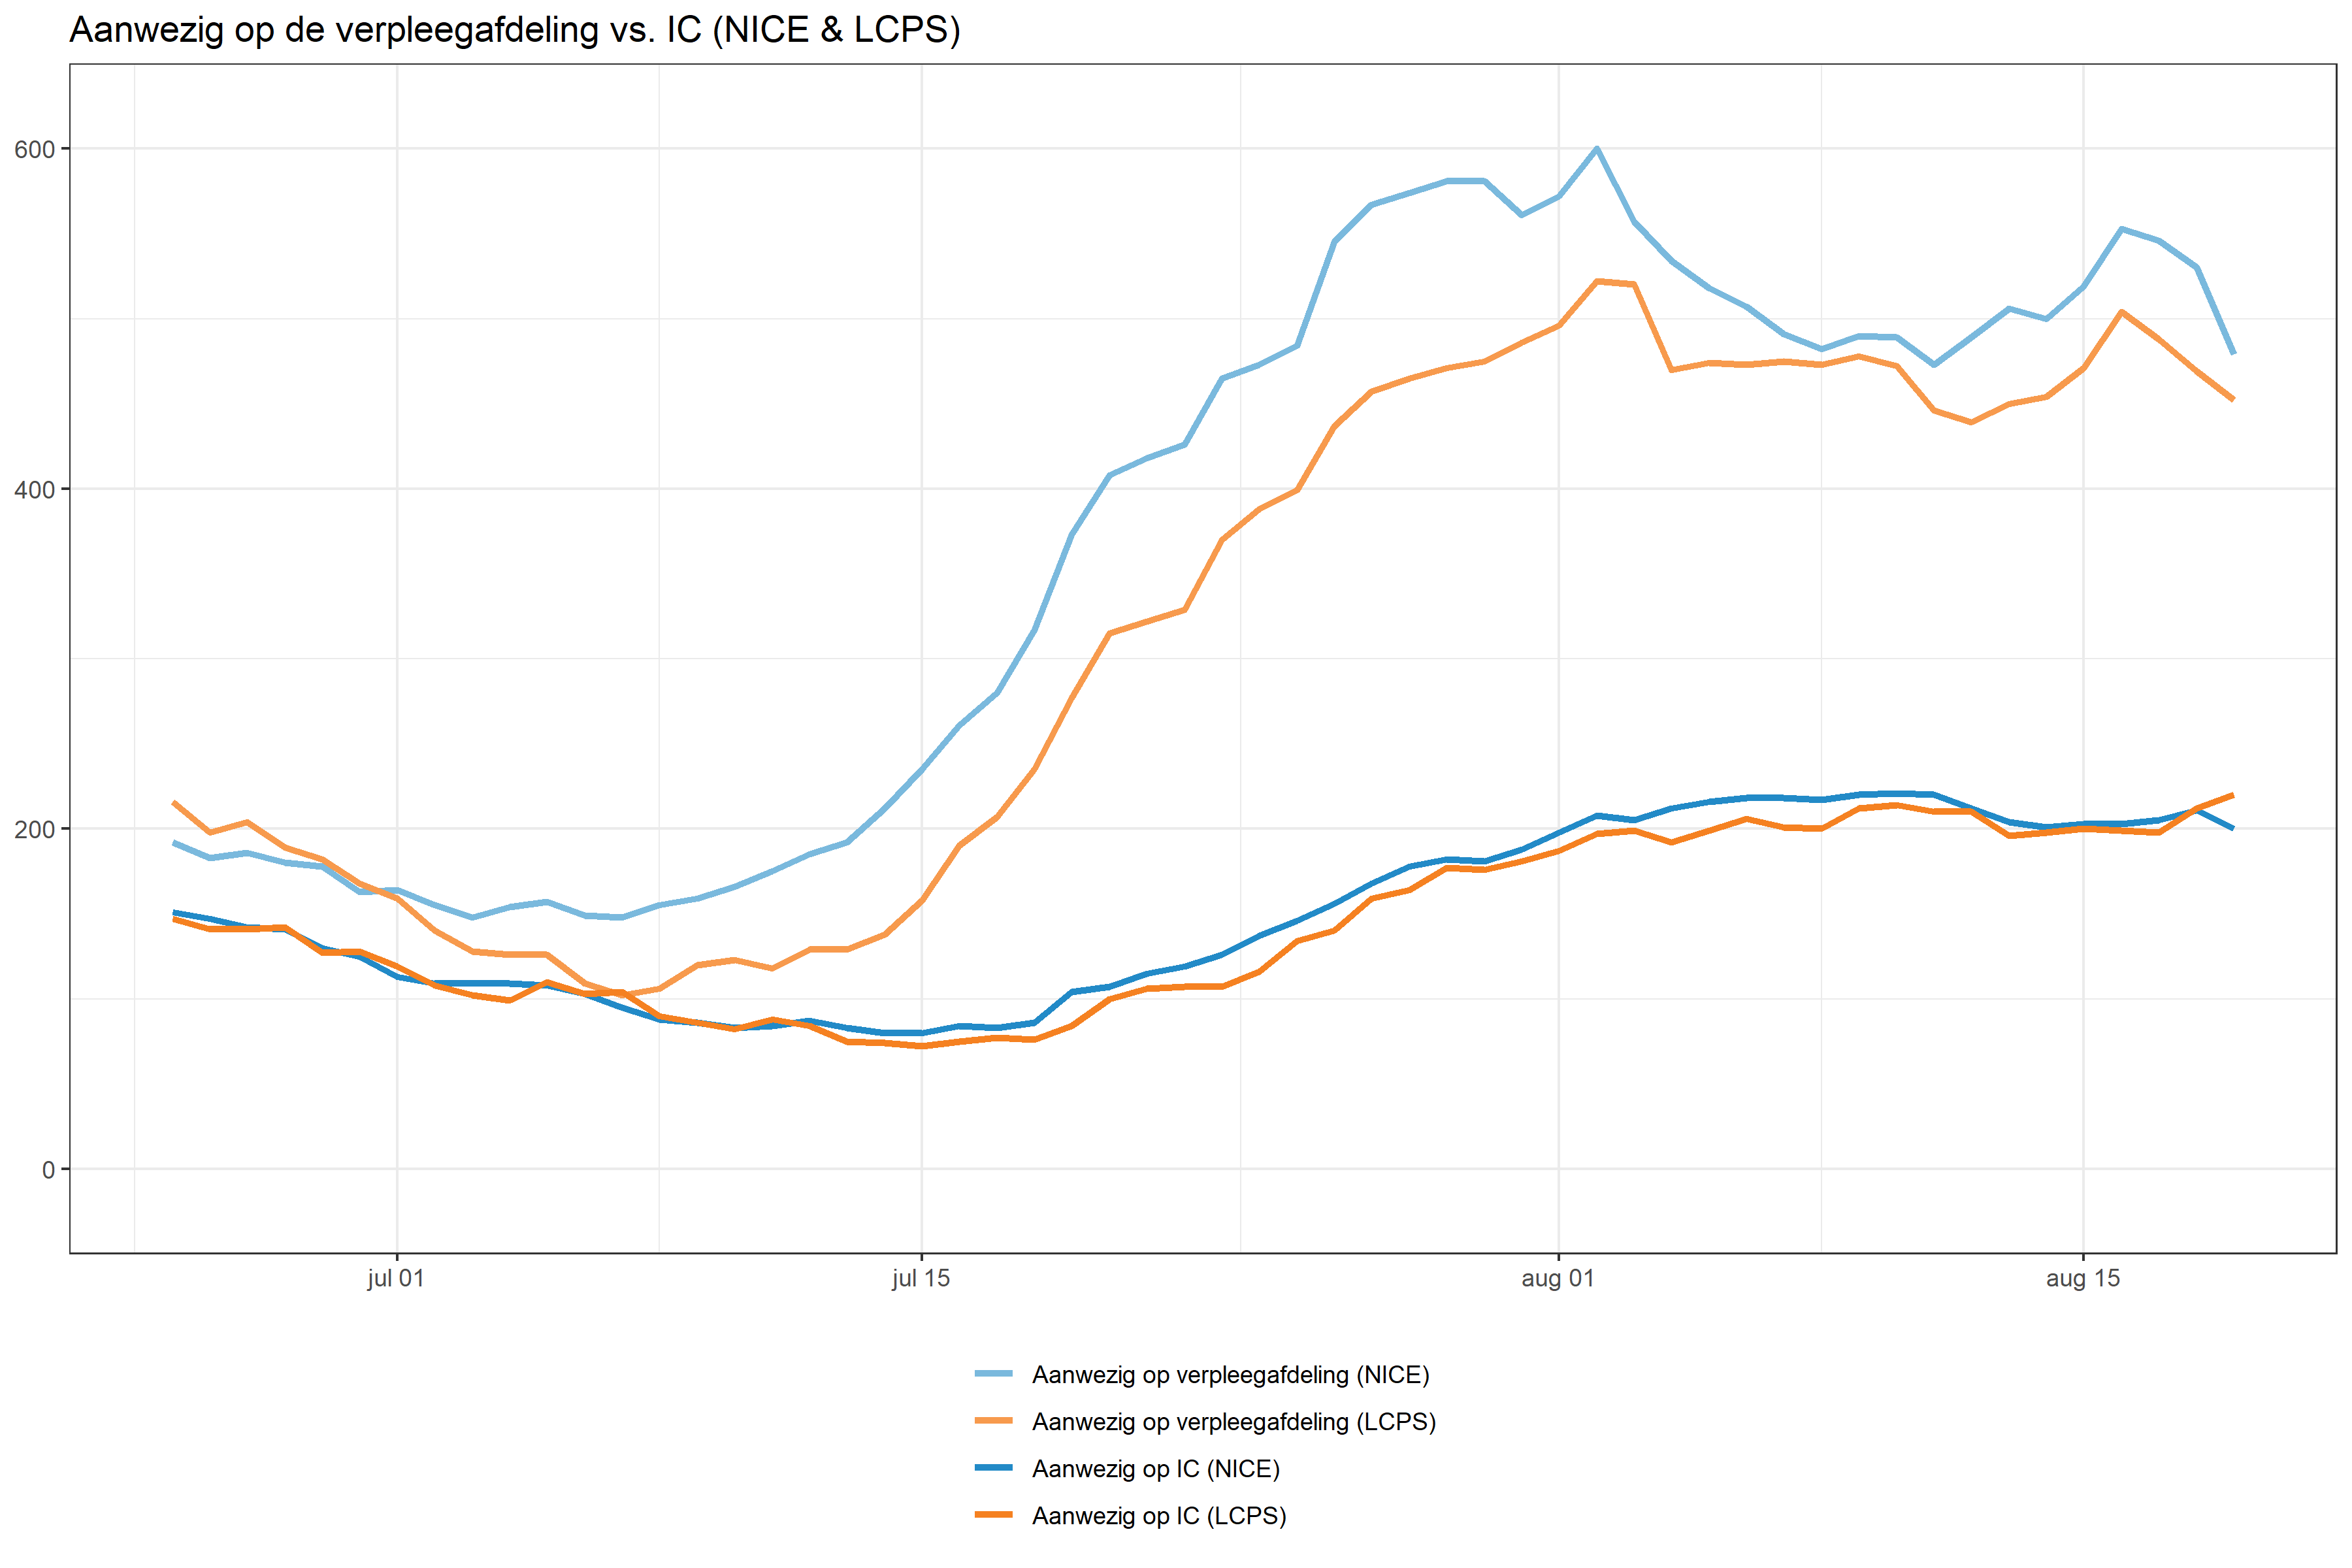 Aanwezig op de verpleegafdeling vs. IC (NICE & LCPS)
600
400
200
0
jul 01
jul 15
aug 01
aug 15
Aanwezig op verpleegafdeling (NICE)
Aanwezig op verpleegafdeling (LCPS)
Aanwezig op IC (NICE)
Aanwezig op IC (LCPS)